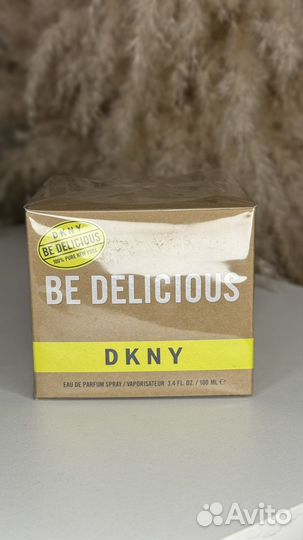 DKNY
BE DELICIOUS
100% PURE NEW YORK
BE DELICIOUS
DKNY
EAU DE PARFUM SPRAY / VAPORISATEUR 3.4 FL. OZ. / 100 ML ℮
Avito